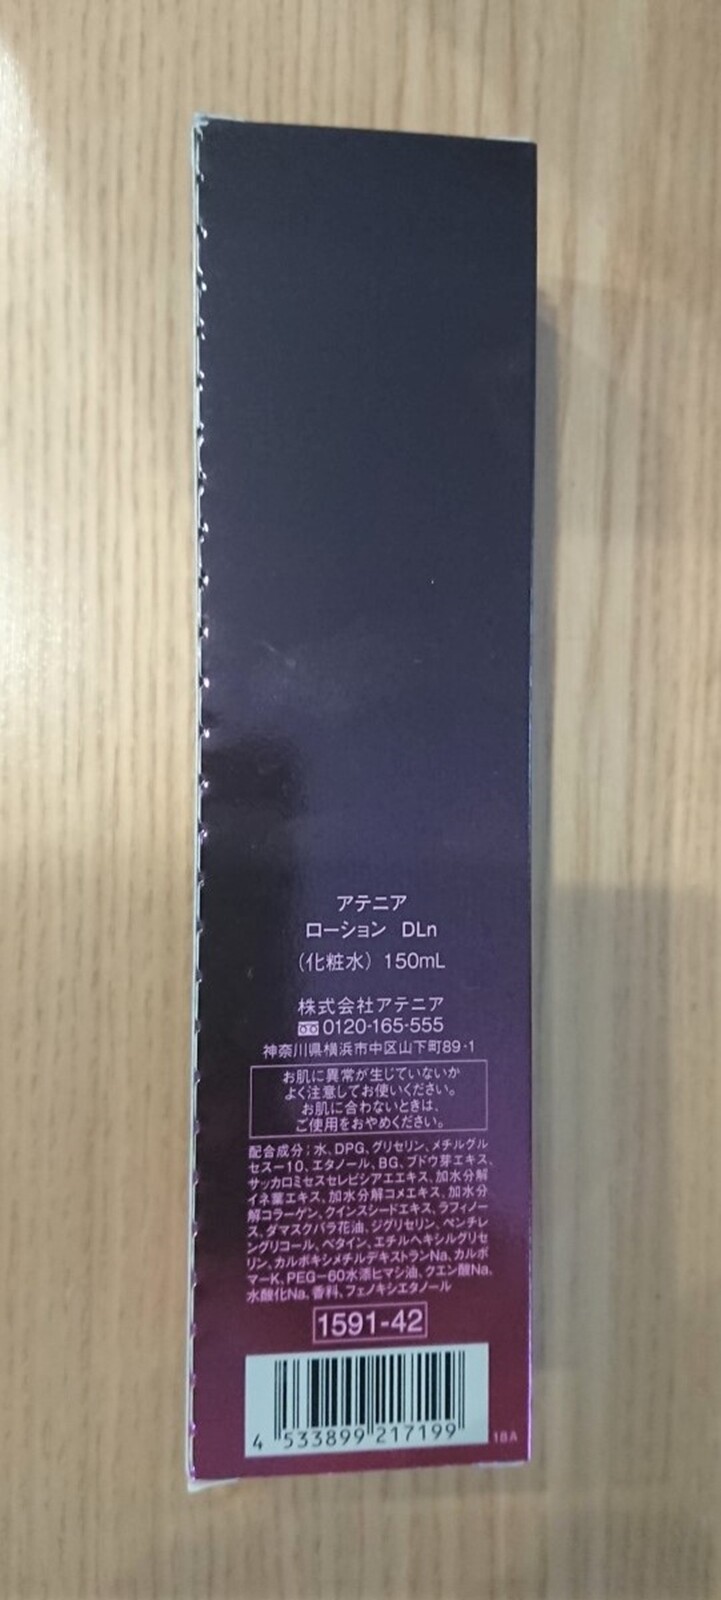 アテニア
ローション DLn
(化粧水) 150mL
株式会社アテニア
0120-165-555
神奈川県横浜市中区山下町89-1
お肌に異常が生じていないか
よく注意してお使いください。
お肌に合わないときは、
ご使用をおやめください。
配合成分:水、DPG、グリセリン、メチルグル
セス-10、エタノール、BG、ブドウ芽エキス、
サッカロミセスセレビシアエエキス、加水分解
イネ葉エキス、加水分解コメエキス、加水分
解コラーゲン、クインスシードエキス、ラフィノー
ス、ダマスクバラ花油、ジグリセリン、ペンチレ
ングリコール、ベタイン、エチルヘキシルグリセ
リン、カルボキシメチルデキストランNa、カルボ
マーK、PEG-60水添ヒマシ油、クエン酸Na、
水酸化Na、香料、フェノキシエタノール
1591-42
4 533899 217199
18A